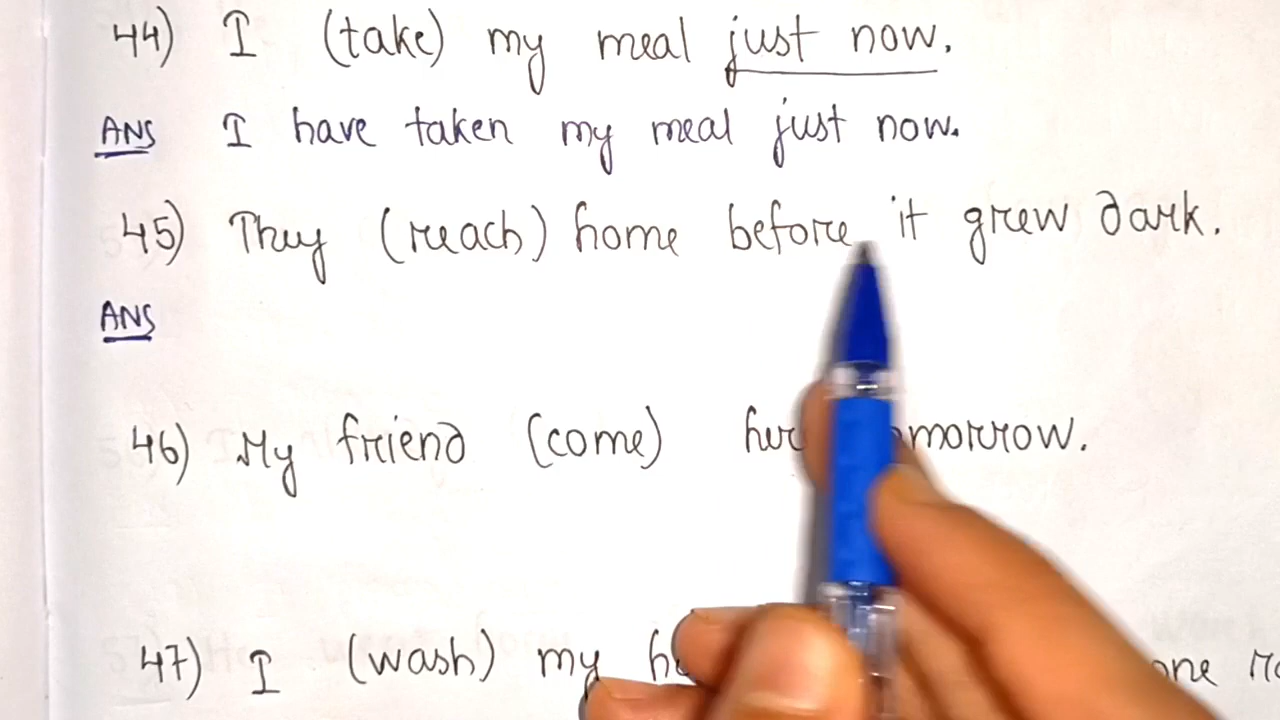 44) I (take) my meal just now.
ANS I have taken my meal just now.
45) They (reach) home before it grew dark.
ANS
46) My friend (come) tomorrow.
47) I (wash) my one